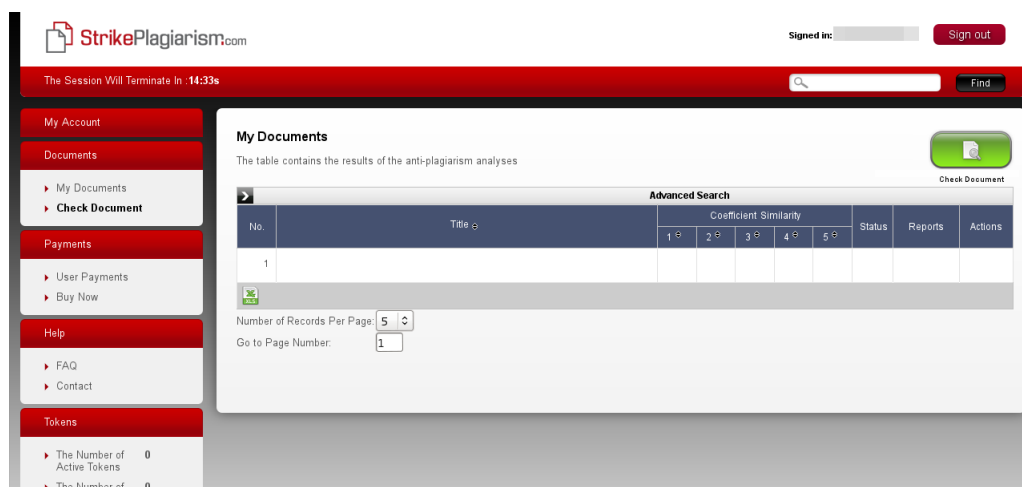 StrikePlagiarism.com
Signed in:
Sign out
The Session Will Terminate In :14:33s
Find
My Account
Documents
My Documents
Check Document
Payments
User Payments
Buy Now
Help
FAQ
Contact
Tokens
The Number of 0
Active Tokens
The Number of 0
My Documents
The table contains the results of the anti-plagiarism analyses
Check Document
Advanced Search
No. Title Coefficient Similarity Status Reports Actions
1 2 3 4 5
1
XLS
Number of Records Per Page: 5
Go to Page Number: 1